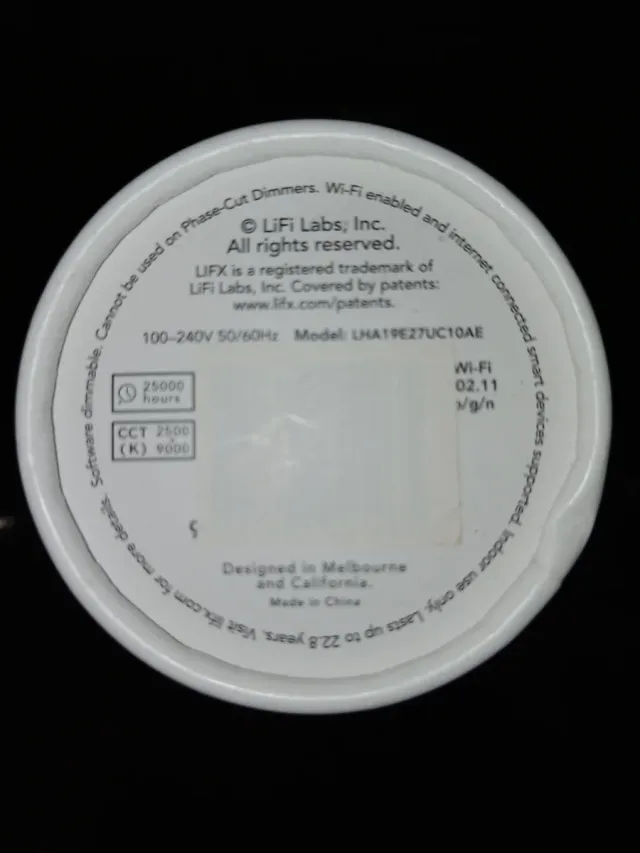 Software dimmable. Cannot be used on Phase-Cut Dimmers. Wi-Fi enabled and internet connected smart devices supported. Indoor use only. Lasts up to 22.8 years. Visit lifx.com for more details.
© LiFi Labs, Inc.
All rights reserved.
LIFX is a registered trademark of
LiFi Labs, Inc. Covered by patents:
www.lifx.com/patents.
100-240V 50/60Hz Model: LHA19E27UC10AE
25000
hours
CCT 2500
(K) 9000
Wi-Fi
02.11
b/g/n
Designed in Melbourne
and California.
Made in China